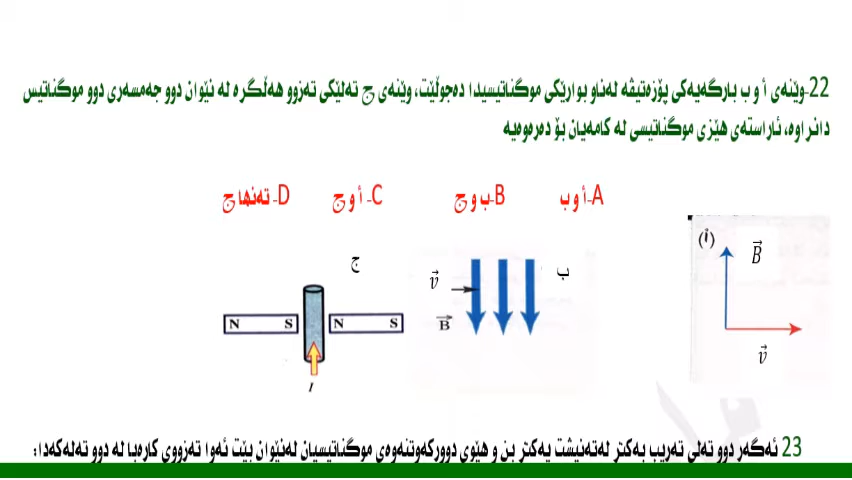 22-وێنەی أ و ب بارگەیەکی پۆزەتیڤە لەناو بوارێکی موگناتیسیدا دەجوڵێت، وێنەی ج تەلێکی تەزوو هەڵگرە لە نێوان دوو جەمسەری دوو موگناتیس
دانراوە، ئاراستەی هێزی موگناتیسی لە کامەیان بۆ دەرەوەیە
A-أ و ب B-ب و ج C- أ و ج D- تەنها ج
(أ) B⃗
v⃗
ب
v⃗
B⃗
ج
N S N S
I
23 ئەگەر دوو تەلی تەریب بەکتر لەتەنیشت یەکتر بن و هێوی دوورکەوتنەوەی موگناتیسیان لەنێوان بێت ئەوا تەزووی کارەبا لە دوو تەلەکەدا: